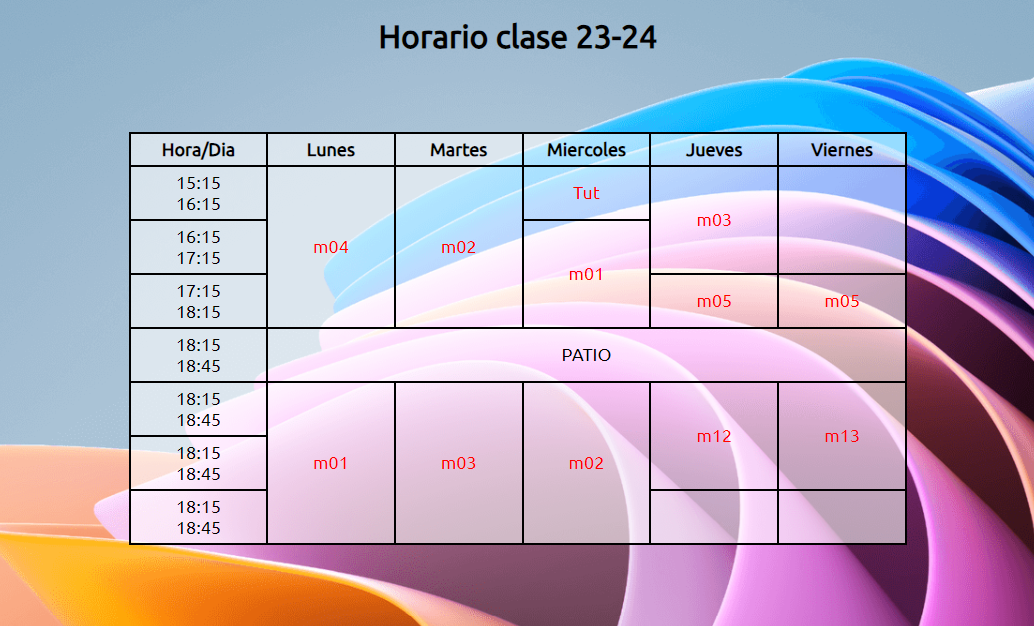 Horario clase 23-24
Hora/Dia Lunes Martes Miercoles Jueves Viernes
15:15
16:15
Tut
m03
16:15
17:15
m04 m02
m01
17:15
18:15
m05 m05
18:15
18:45
PATIO
18:15
18:45
m12 m13
18:15
18:45
m01 m03 m02
18:15
18:45